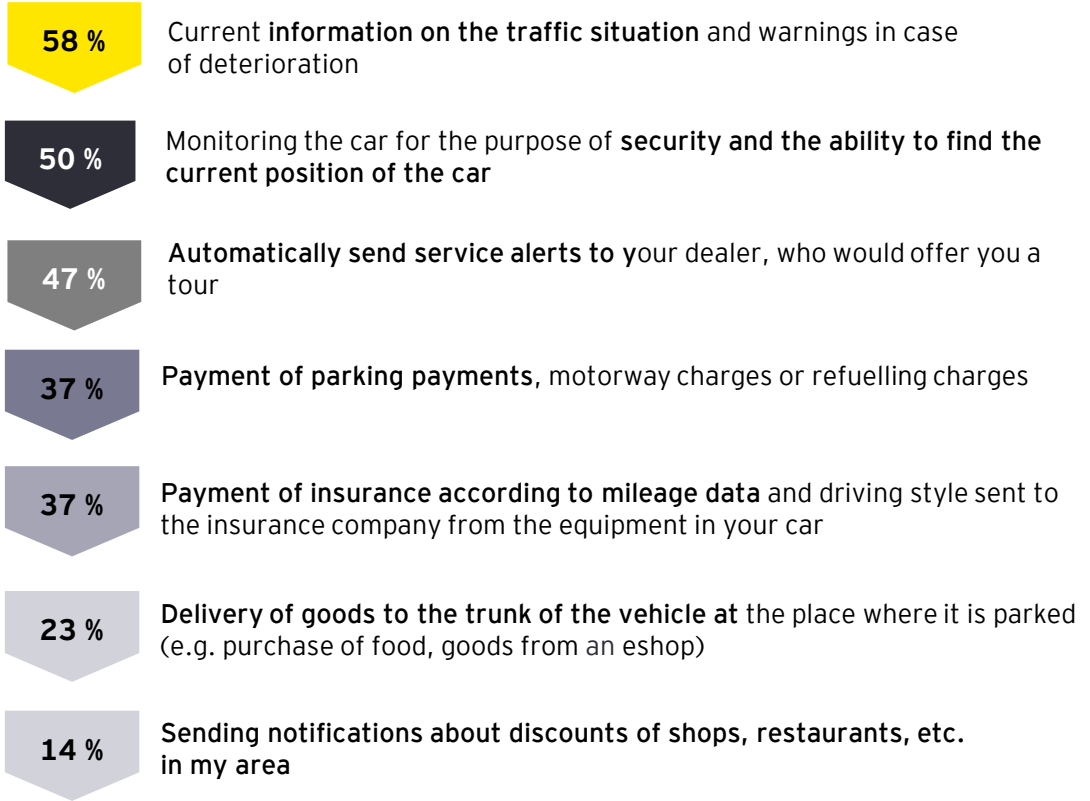 58 %
Current information on the traffic situation and warnings in case
of deterioration
50 %
Monitoring the car for the purpose of security and the ability to find the
current position of the car
47 %
Automatically send service alerts to your dealer, who would offer you a
tour
37 %
Payment of parking payments, motorway charges or refuelling charges
37 %
Payment of insurance according to mileage data and driving style sent to
the insurance company from the equipment in your car
23 %
Delivery of goods to the trunk of the vehicle at the place where it is parked
(e.g. purchase of food, goods from an eshop)
14 %
Sending notifications about discounts of shops, restaurants, etc.
in my area